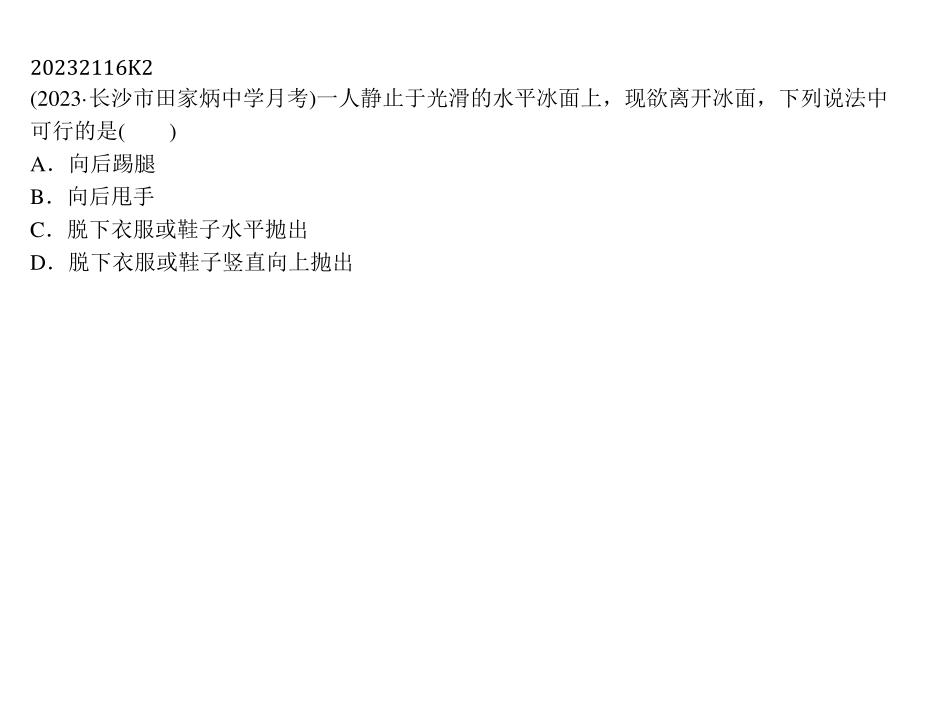 20232116K2
(2023·长沙市田家炳中学月考)一人静止于光滑的水平冰面上，现欲离开冰面，下列说法中
可行的是(　　)
A．向后踢腿
B．向后甩手
C．脱下衣服或鞋子水平抛出
D．脱下衣服或鞋子竖直向上抛出